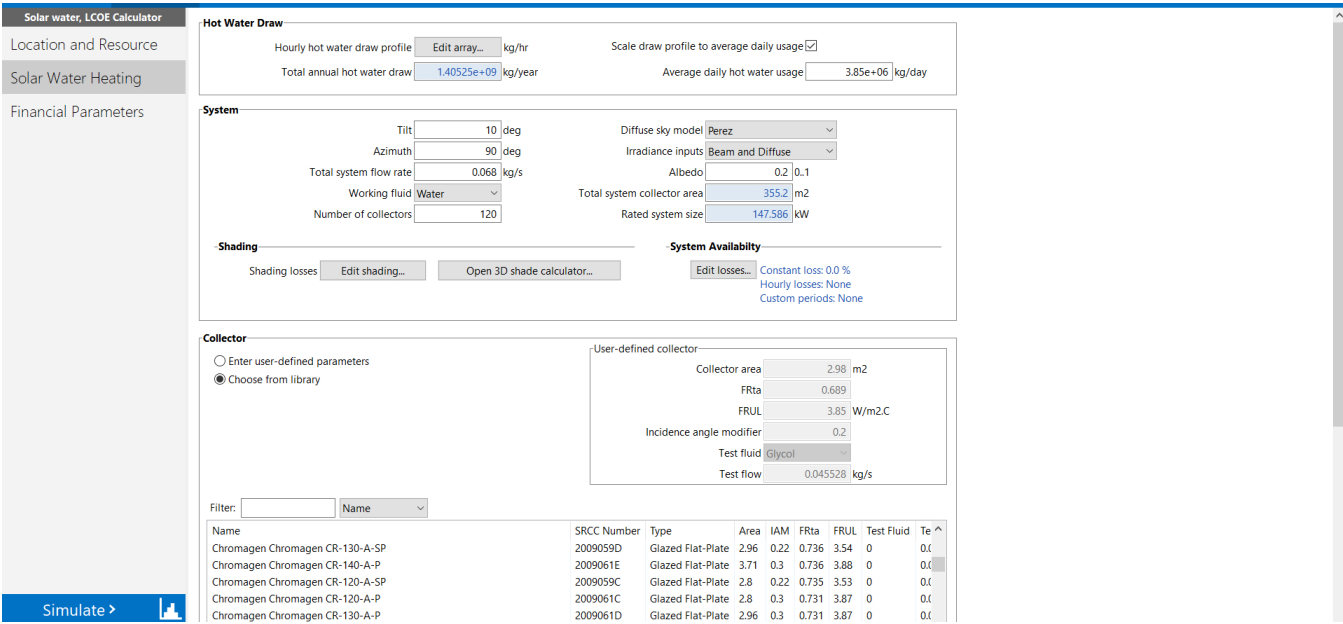 Solar water, LCOE Calculator
Location and Resource
Solar Water Heating
Financial Parameters
Simulate >
Hot Water Draw
Hourly hot water draw profile Edit array... kg/hr Scale draw profile to average daily usage
Total annual hot water draw 1.40525e+09 kg/year Average daily hot water usage 3.85e+06 kg/day
System
Tilt 10 deg Diffuse sky model Perez
Azimuth 90 deg Irradiance inputs Beam and Diffuse
Total system flow rate 0.068 kg/s Albedo 0.2 0..1
Working fluid Water Total system collector area 355.2 m2
Number of collectors 120 Rated system size 147.586 kW
Shading System Availabilty
Shading losses Edit shading... Open 3D shade calculator... Edit losses... Constant loss: 0.0 %
Hourly losses: None
Custom periods: None
Collector
Enter user-defined parameters
Choose from library
User-defined collector
Collector area 2.98 m2
FRta 0.689
FRUL 3.85 W/m2.C
Incidence angle modifier 0.2
Test fluid Glycol
Test flow 0.045528 kg/s
Filter: Name
Name SRCC Number Type Area IAM FRta FRUL Test Fluid Te
Chromagen Chromagen CR-130-A-SP 2009059D Glazed Flat-Plate 2.96 0.22 0.736 3.54 0 0.0
Chromagen Chromagen CR-140-A-P 2009061E Glazed Flat-Plate 3.71 0.3 0.736 3.88 0 0.0
Chromagen Chromagen CR-120-A-SP 2009059C Glazed Flat-Plate 2.8 0.22 0.735 3.53 0 0.0
Chromagen Chromagen CR-120-A-P 2009061C Glazed Flat-Plate 2.8 0.3 0.731 3.87 0 0.0
Chromagen Chromagen CR-130-A-P 2009061D Glazed Flat-Plate 2.96 0.3 0.731 3.87 0 0.0